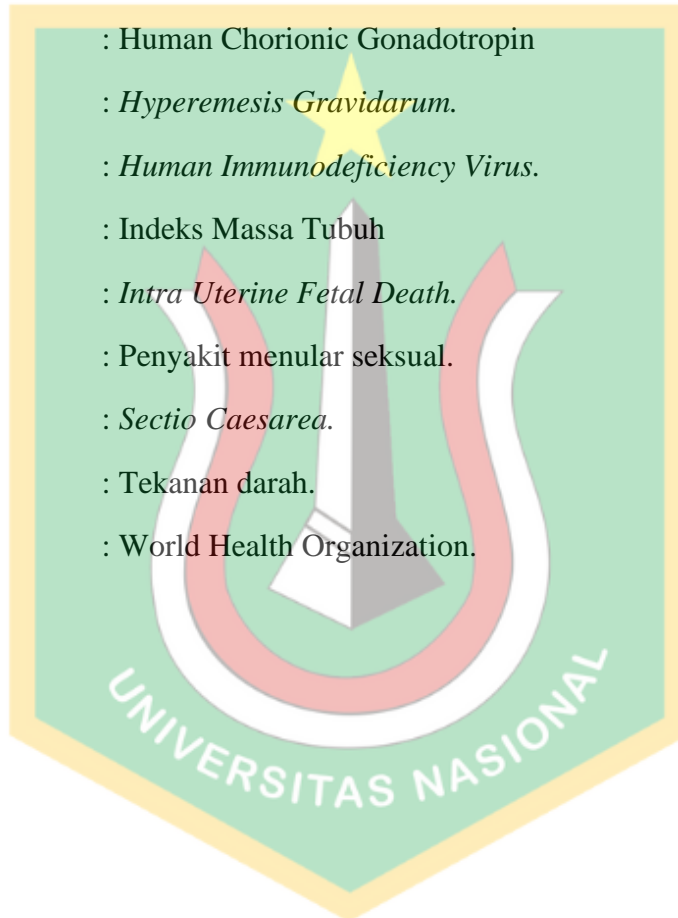 : Human Chorionic Gonadotropin
: Hyperemesis Gravidarum.
: Human Immunodeficiency Virus.
: Indeks Massa Tubuh
: Intra Uterine Fetal Death.
: Penyakit menular seksual.
: Sectio Caesarea.
: Tekanan darah.
: World Health Organization.
UNIVERSITAS NASIONAL